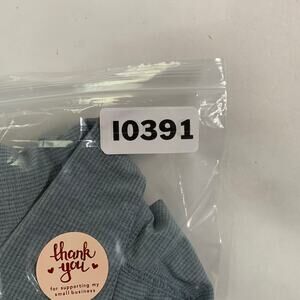 I0391
thank
you
for supporting my
small business